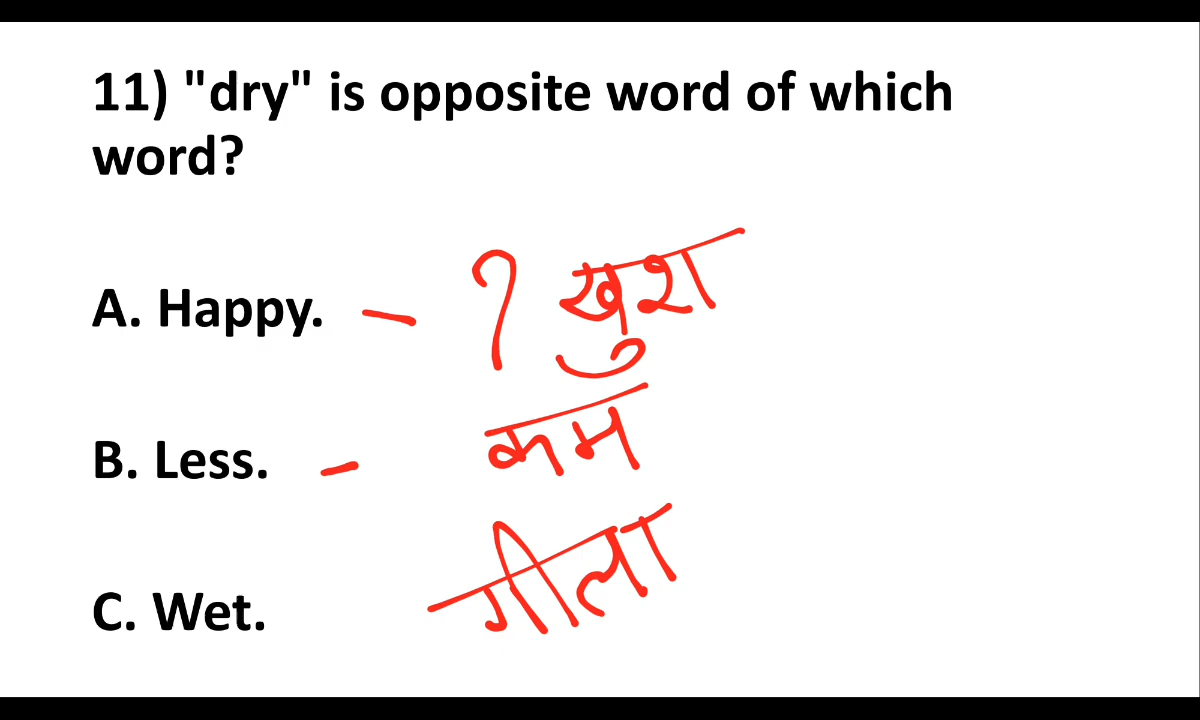 11) "dry" is opposite word of which
word?
A. Happy. – ? खुश
B. Less. – कम
C. Wet. गीला